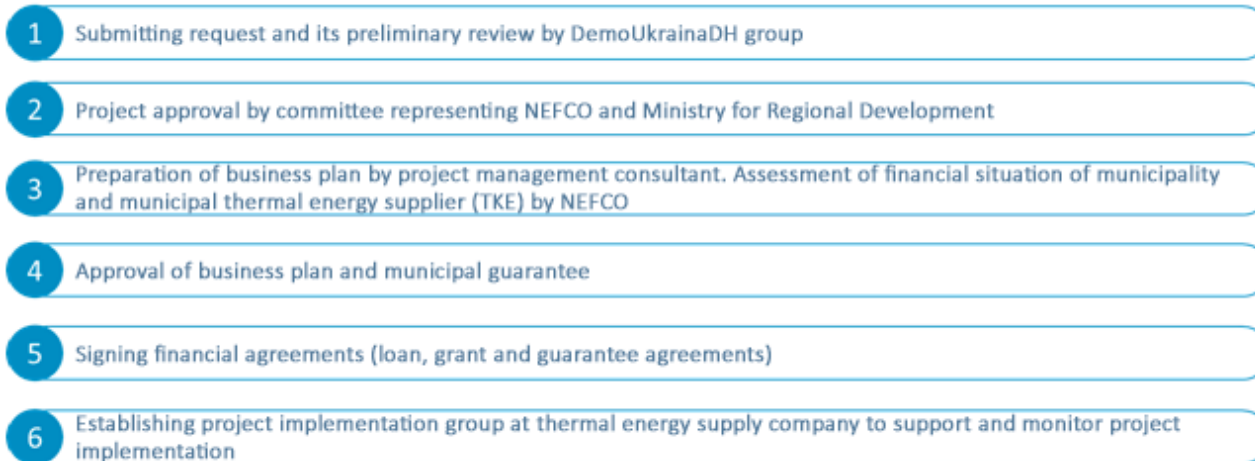 1 Submitting request and its preliminary review by DemoUkrainaDH group
2 Project approval by committee representing NEFCO and Ministry for Regional Development
3 Preparation of business plan by project management consultant. Assessment of financial situation of municipality
and municipal thermal energy supplier (TKE) by NEFCO
4 Approval of business plan and municipal guarantee
5 Signing financial agreements (loan, grant and guarantee agreements)
6 Establishing project implementation group at thermal energy supply company to support and monitor project
implementation